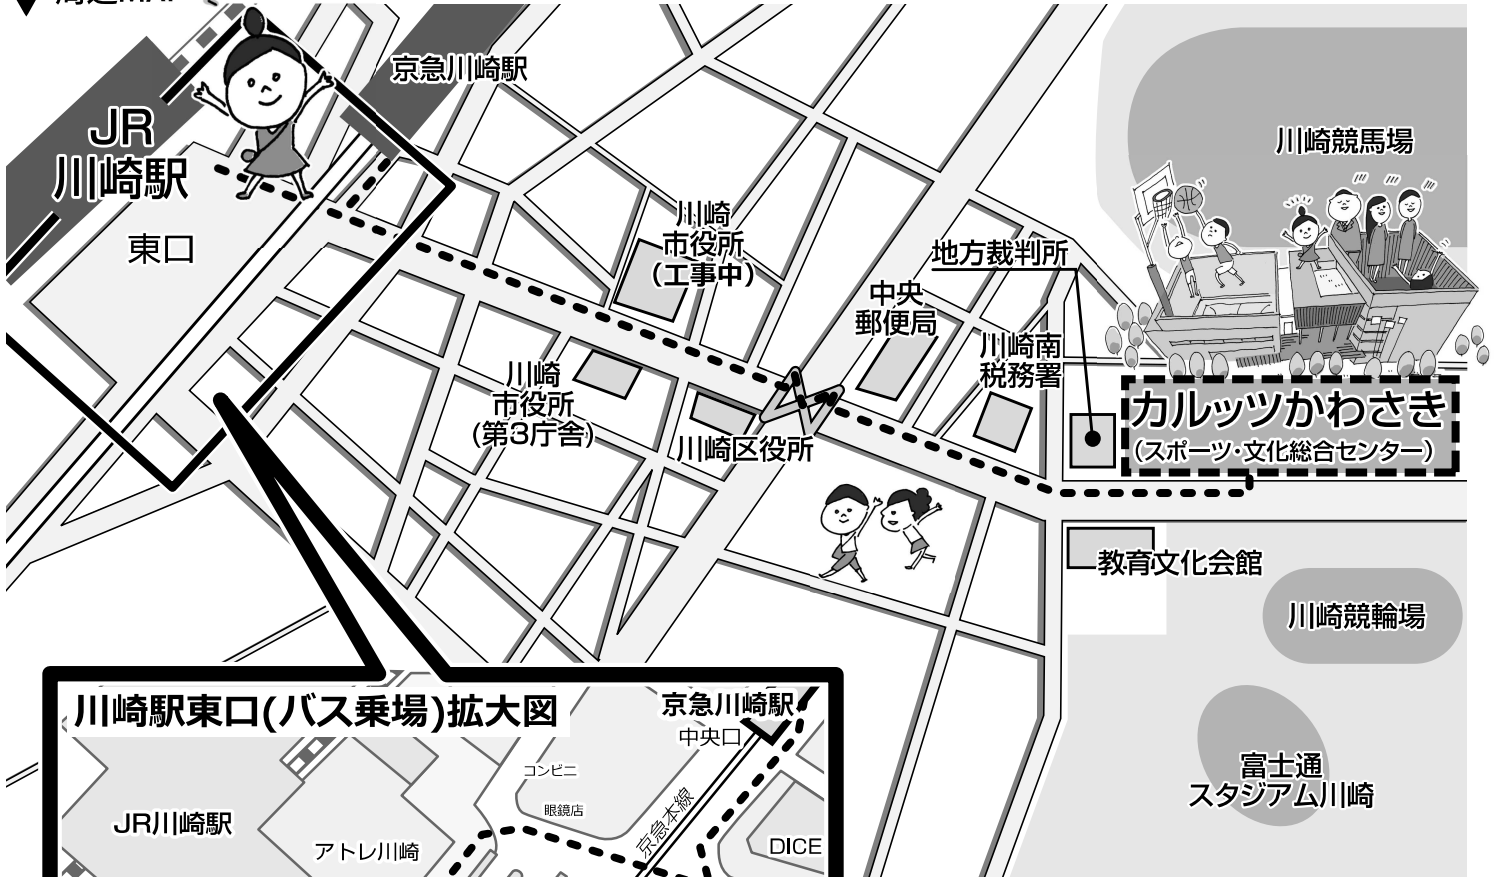 周辺MAP
京急川崎駅
JR
川崎駅
東口
川崎
市役所
(工事中)
川崎
市役所
(第3庁舎)
川崎区役所
中央
郵便局
地方裁判所
川崎南
税務署
川崎競馬場
カルッツかわさき
(スポーツ・文化総合センター)
教育文化会館
川崎競輪場
富士通
スタジアム川崎
川崎駅東口(バス乗場)拡大図
京急川崎駅
中央口
コンビニ
眼鏡店
京急本線
JR川崎駅
アトレ川崎
DICE